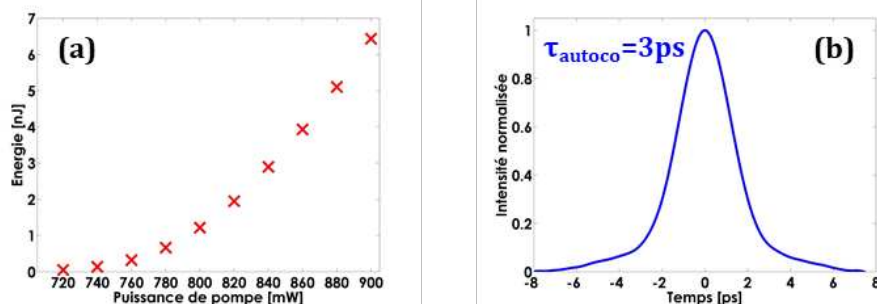 (a)
7
6
5
4
3
2
1
0
Energie [nJ]
720 740 760 780 800 820 840 860 880 900
Puissance de pompe [mW]
τautoco=3ps
(b)
1
0.8
0.6
0.4
0.2
0
Intensité normalisée
-8 -6 -4 -2 0 2 4 6 8
Temps [ps]